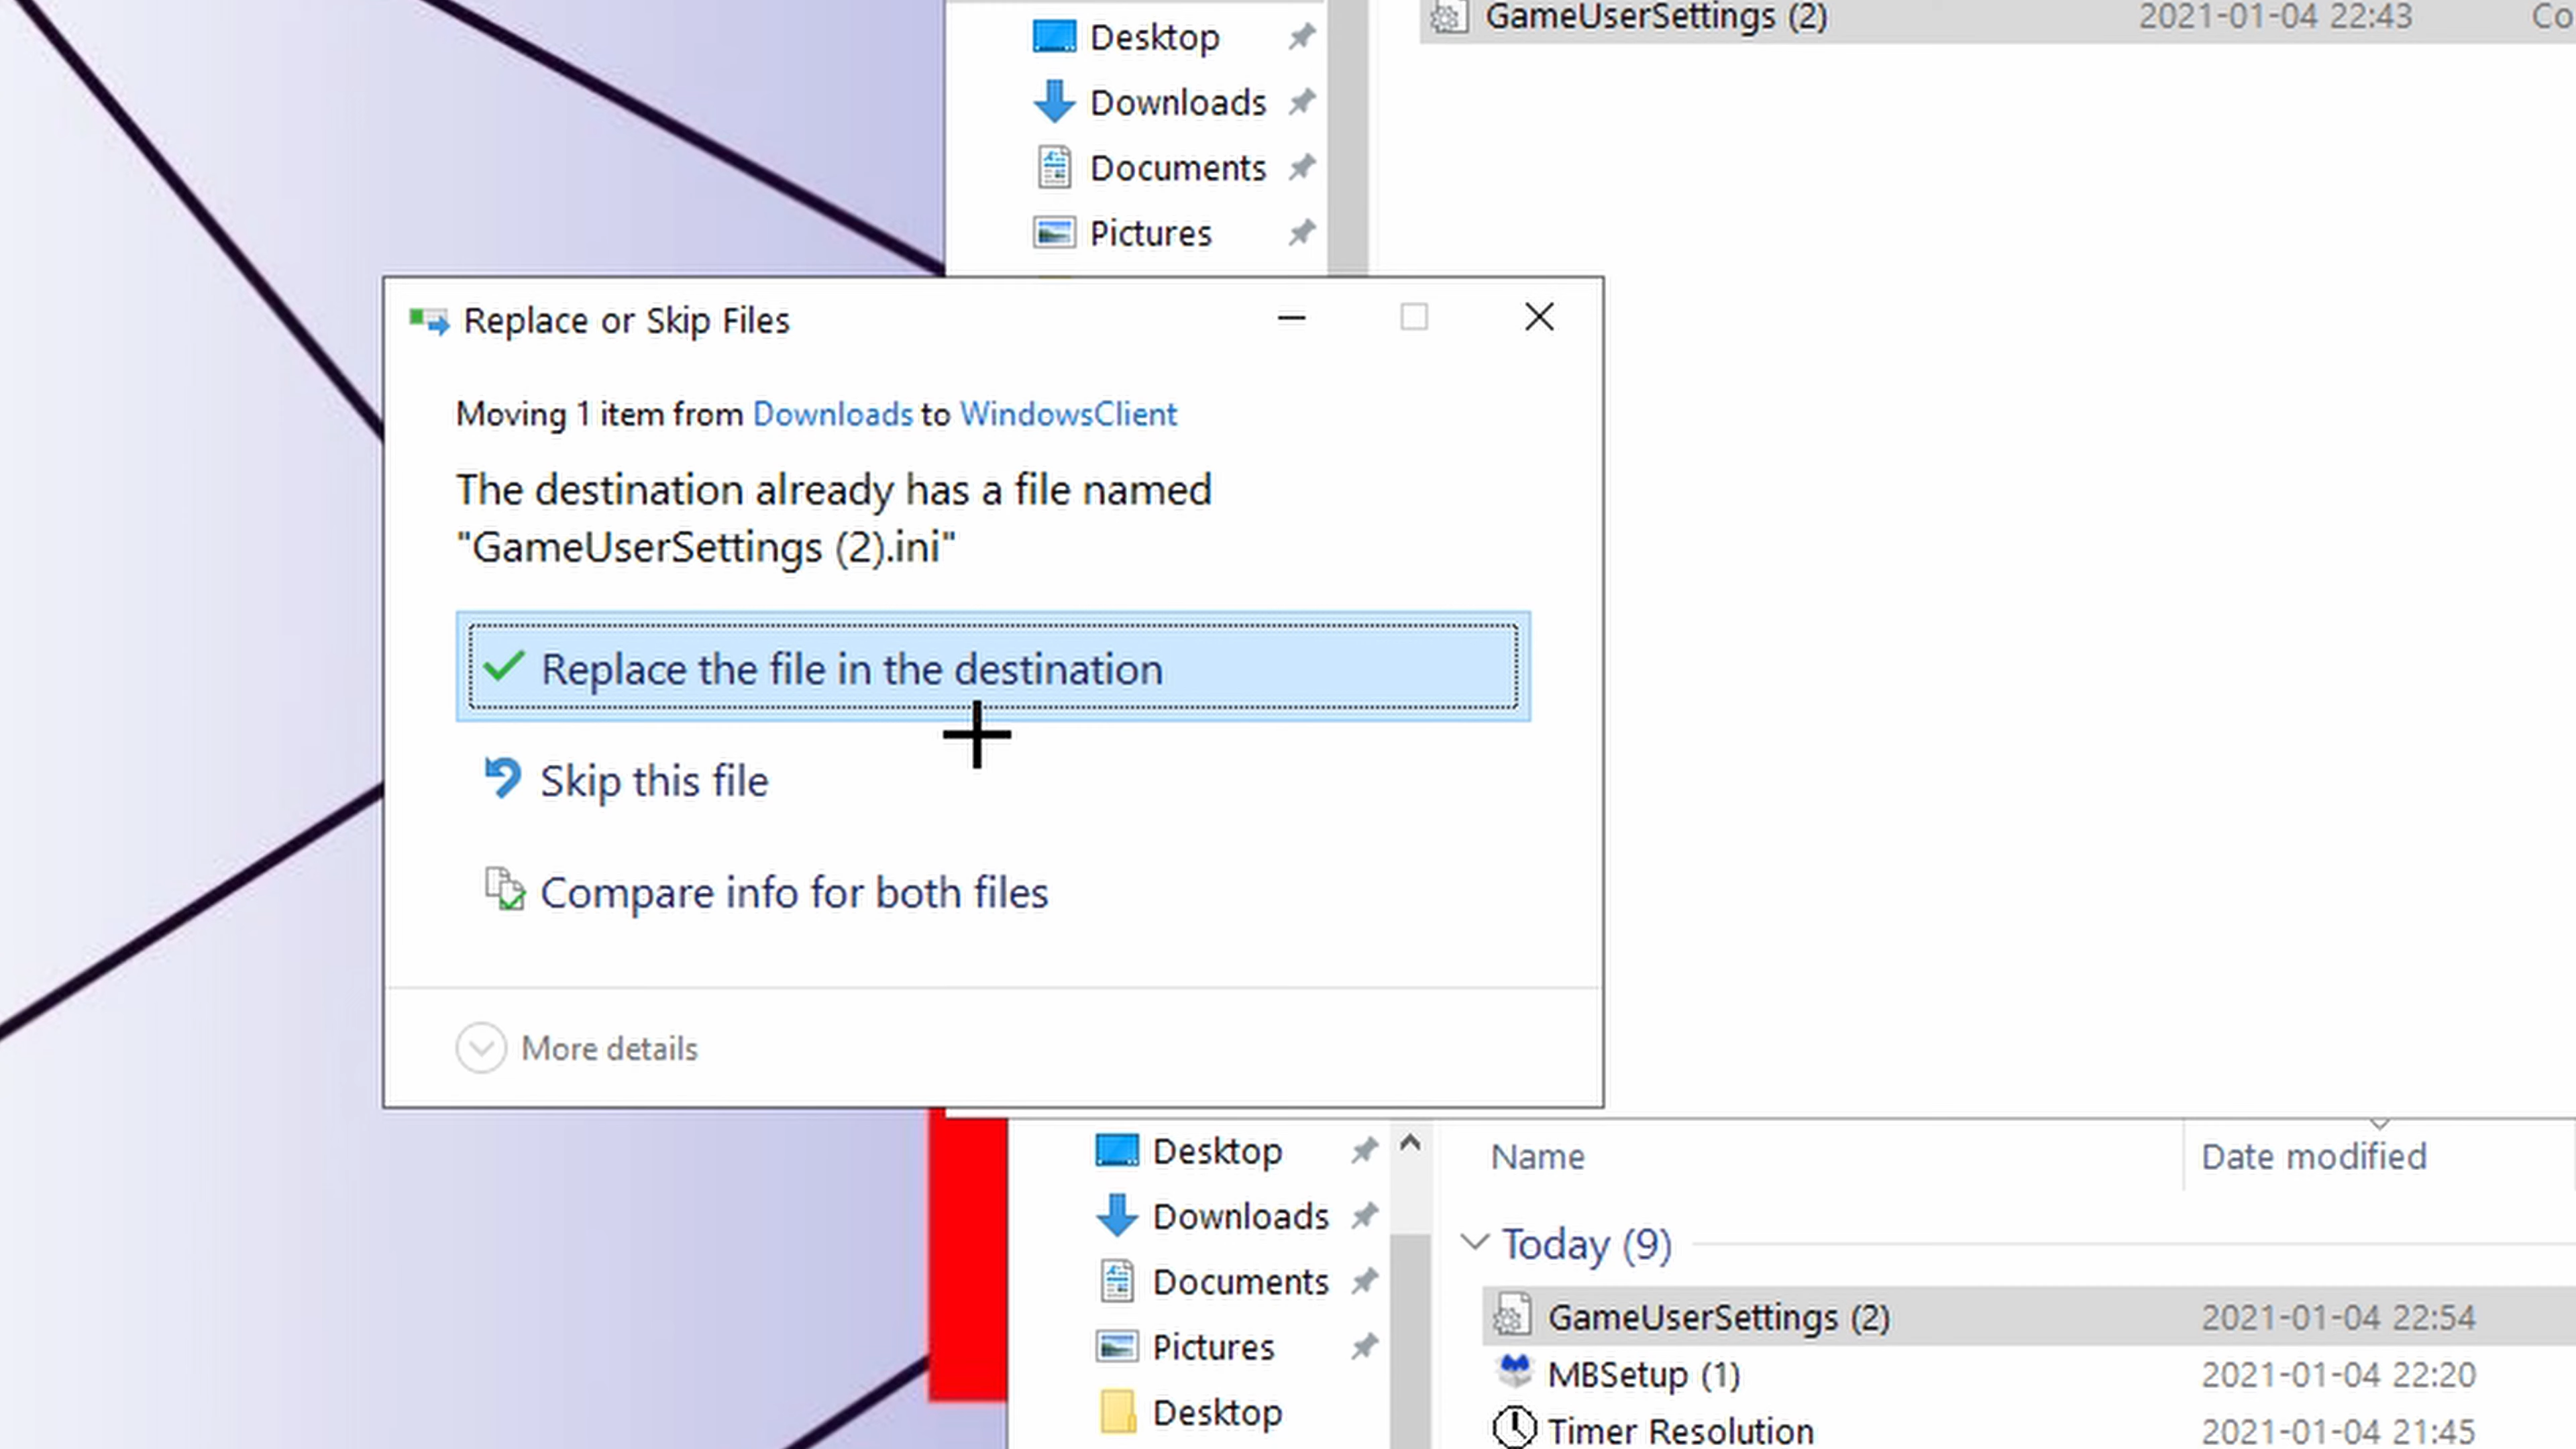 GameUserSettings (2) 2021-01-04 22:43 Co
Desktop
Downloads
Documents
Pictures
Replace or Skip Files
Moving 1 item from Downloads to WindowsClient
The destination already has a file named
"GameUserSettings (2).ini"
Replace the file in the destination
Skip this file
Compare info for both files
More details
Desktop
Downloads
Documents
Pictures
Desktop
Name Date modified
Today (9)
GameUserSettings (2) 2021-01-04 22:54
MBSetup (1) 2021-01-04 22:20
Timer Resolution 2021-01-04 21:45